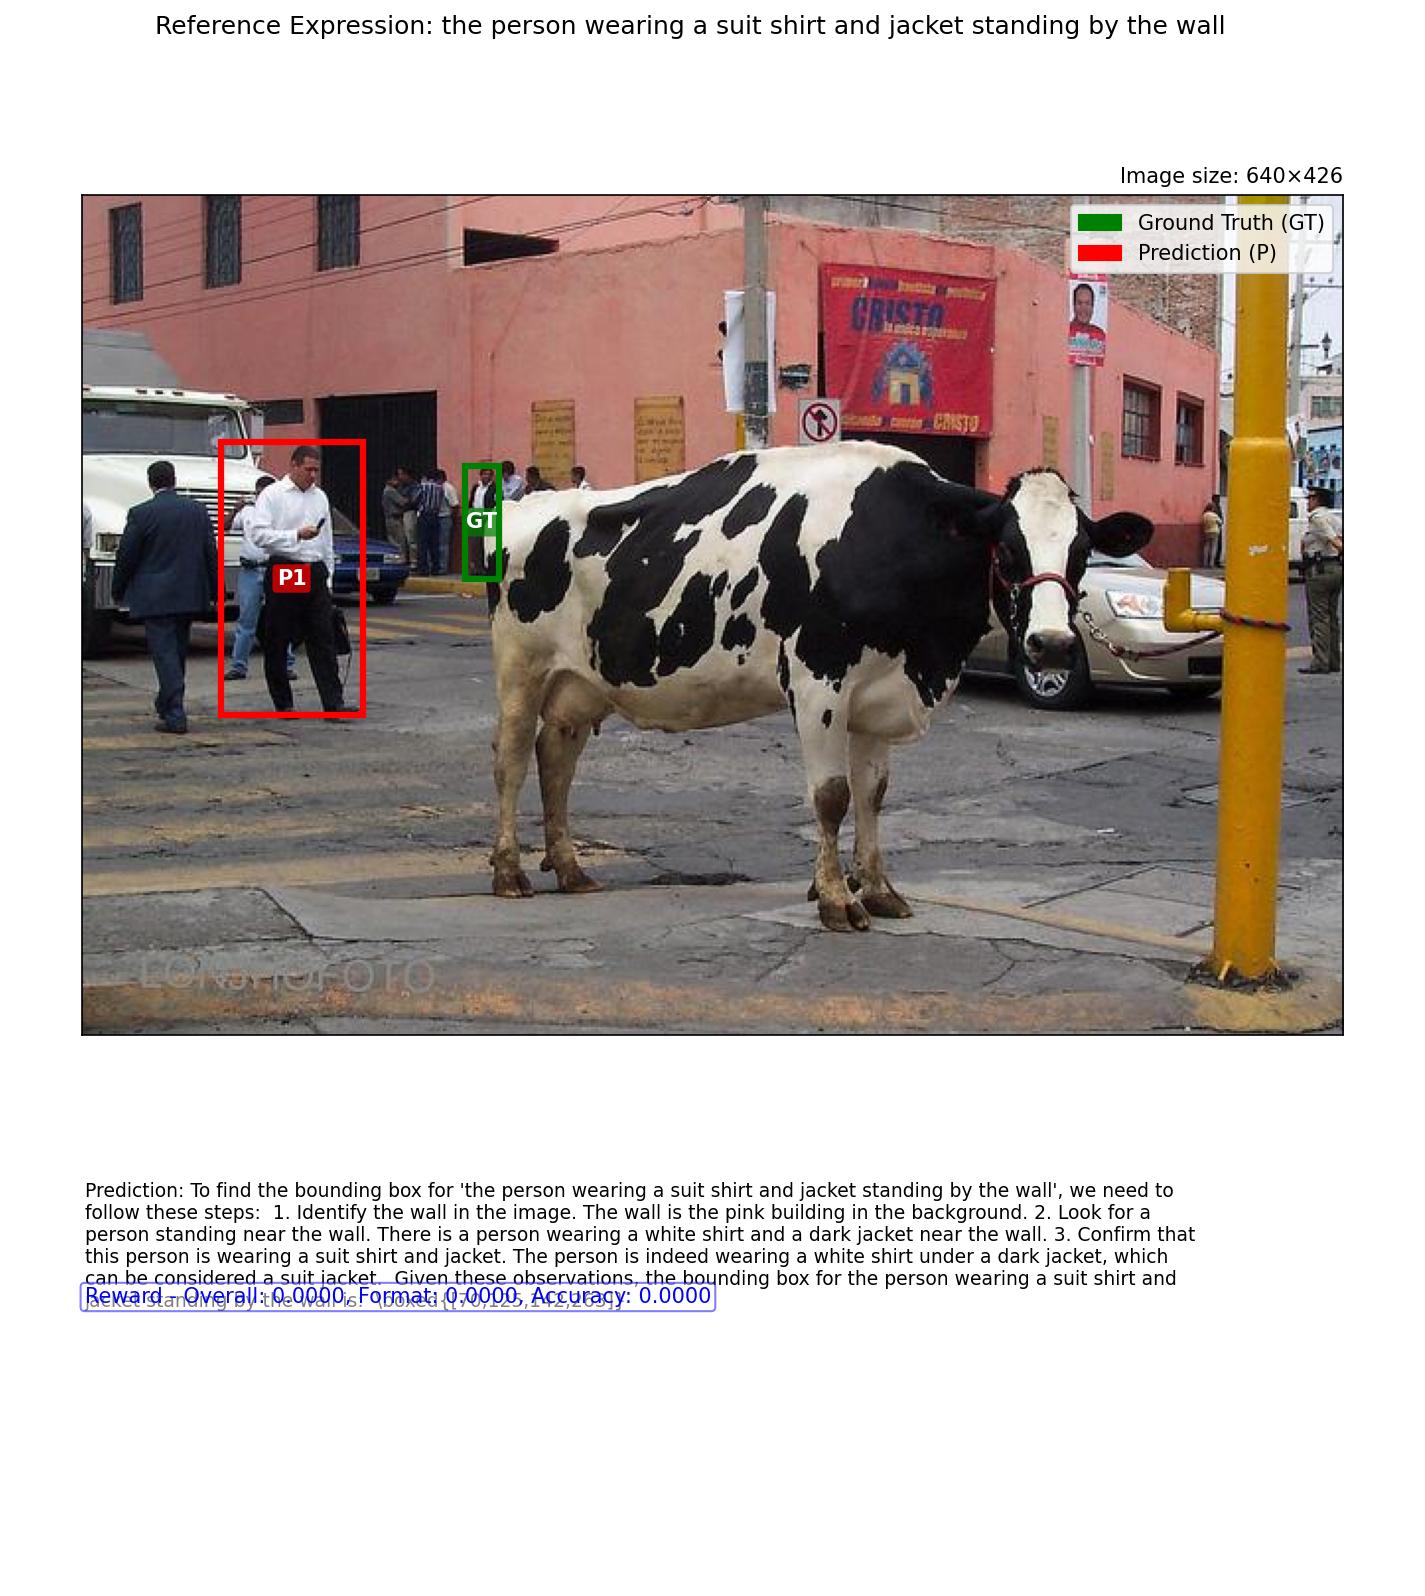 Reference Expression: the person wearing a suit shirt and jacket standing by the wall
Image size: 640×426
Ground Truth (GT)
Prediction (P)
CRISTO
CRISTO
GT
P1
Prediction: To find the bounding box for 'the person wearing a suit shirt and jacket standing by the wall', we need to
follow these steps:  1. Identify the wall in the image. The wall is the pink building in the background. 2. Look for a
person standing near the wall. There is a person wearing a white shirt and a dark jacket near the wall. 3. Confirm that
this person is wearing a suit shirt and jacket. The person is indeed wearing a white shirt under a dark jacket, which
can be considered a suit jacket.  Given these observations, the bounding box for the person wearing a suit shirt and
jacket standing by the wall is:
Reward - Overall: 0.0000, Format: 0.0000, Accuracy: 0.0000